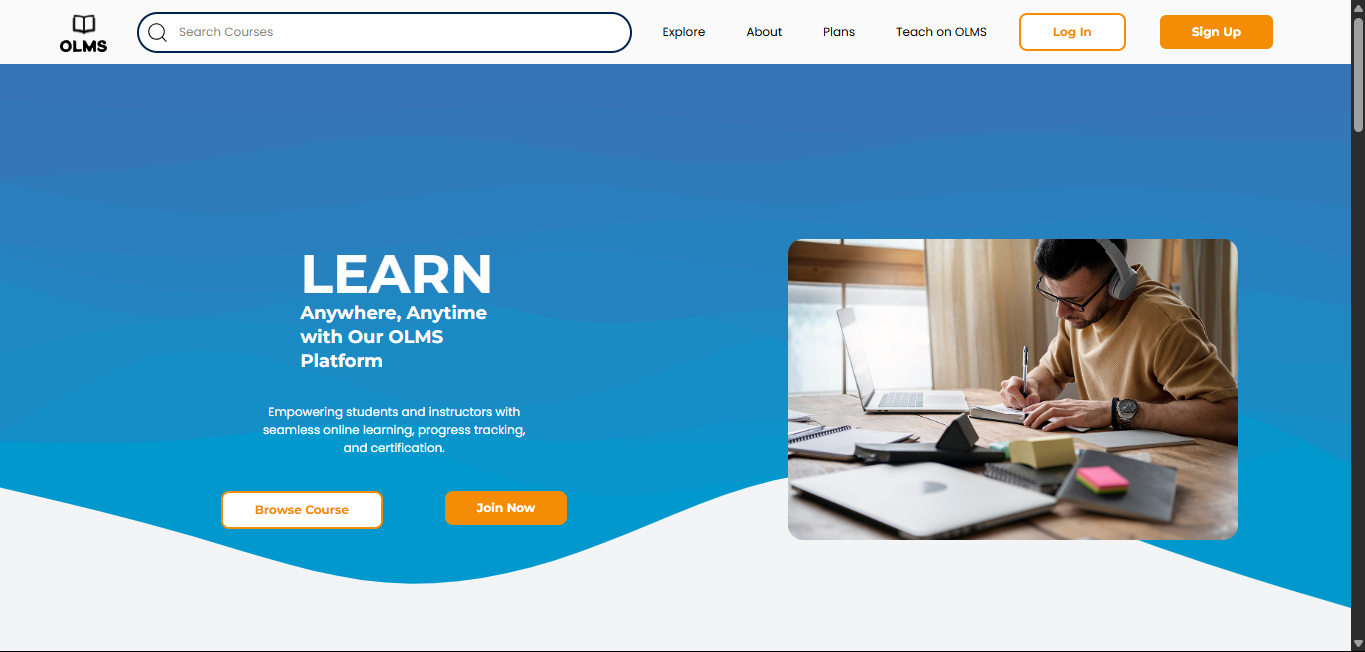 OLMS
Search Courses
Explore
About
Plans
Teach on OLMS
Log In
Sign Up
LEARN
Anywhere, Anytime
with Our OLMS
Platform
Empowering students and instructors with
seamless online learning, progress tracking,
and certification.
Browse Course
Join Now